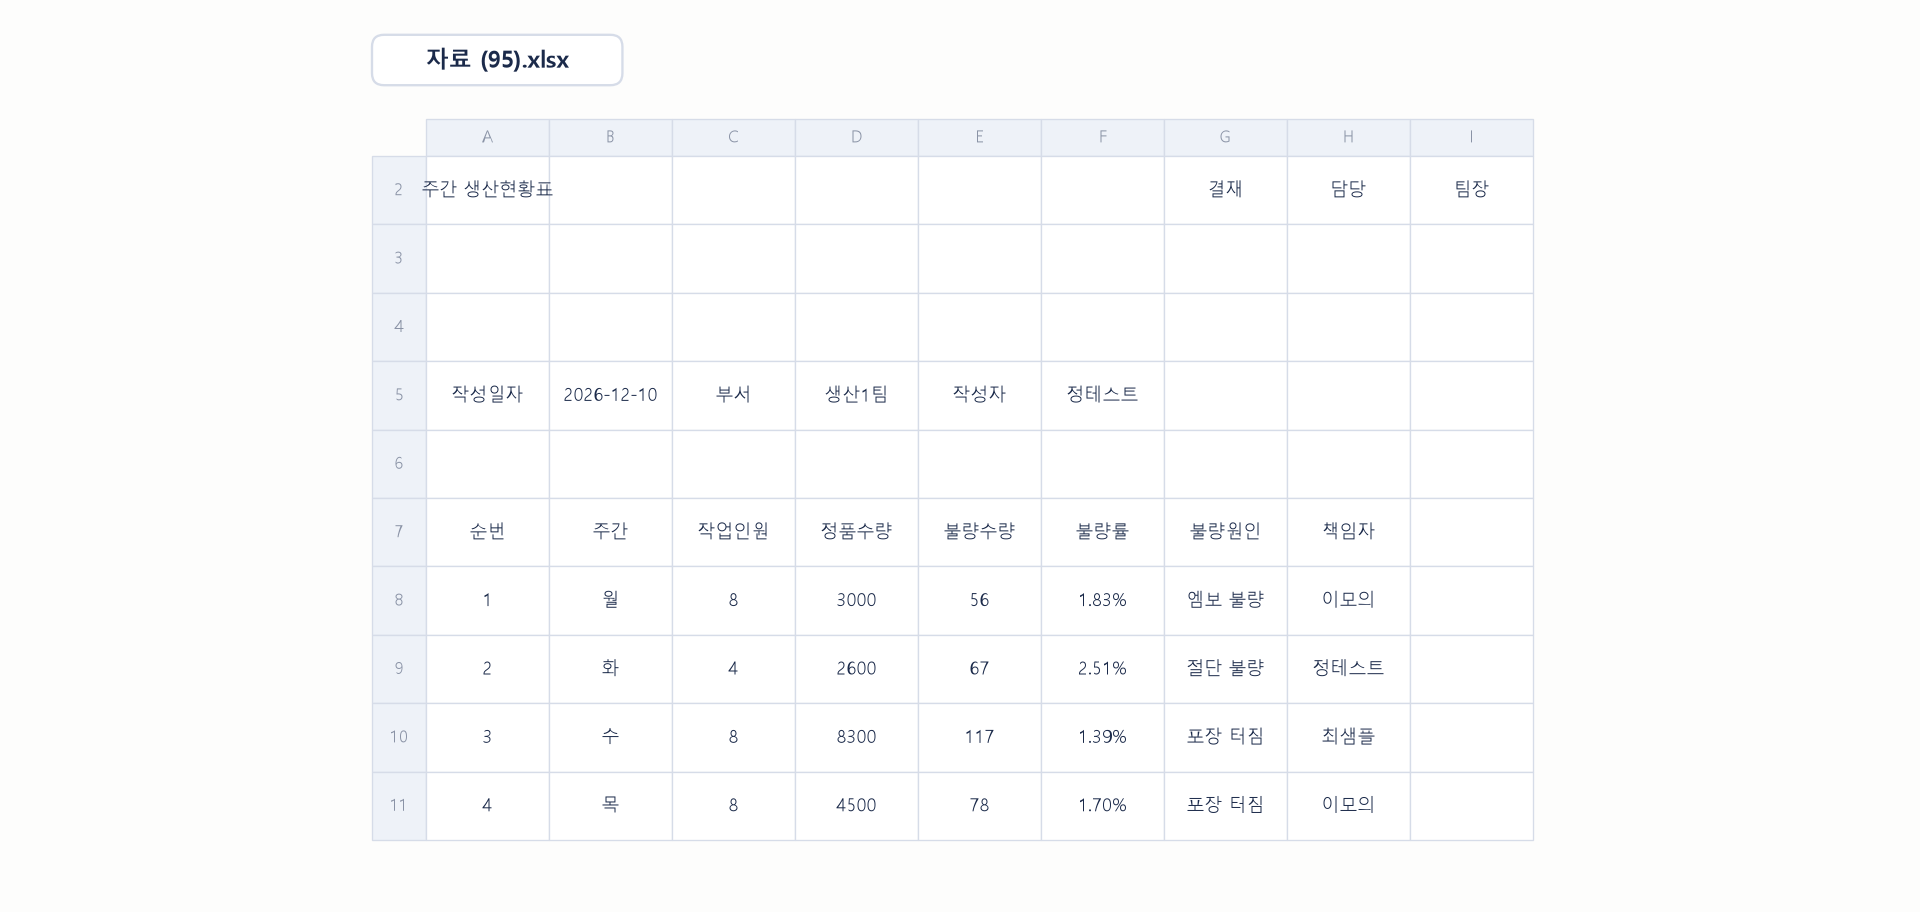 자료 (95).xlsx
A B C D E F G H I
2 주간 생산현황표 결재 담당 팀장
3
4
5 작성일자 2026-12-10 부서 생산1팀 작성자 정테스트
6
7 순번 주간 작업인원 정품수량 불량수량 불량률 불량원인 책임자
8 1 월 8 3000 56 1.83% 엠보 불량 이모의
9 2 화 4 2600 67 2.51% 절단 불량 정테스트
10 3 수 8 8300 117 1.39% 포장 터짐 최샘플
11 4 목 8 4500 78 1.70% 포장 터짐 이모의